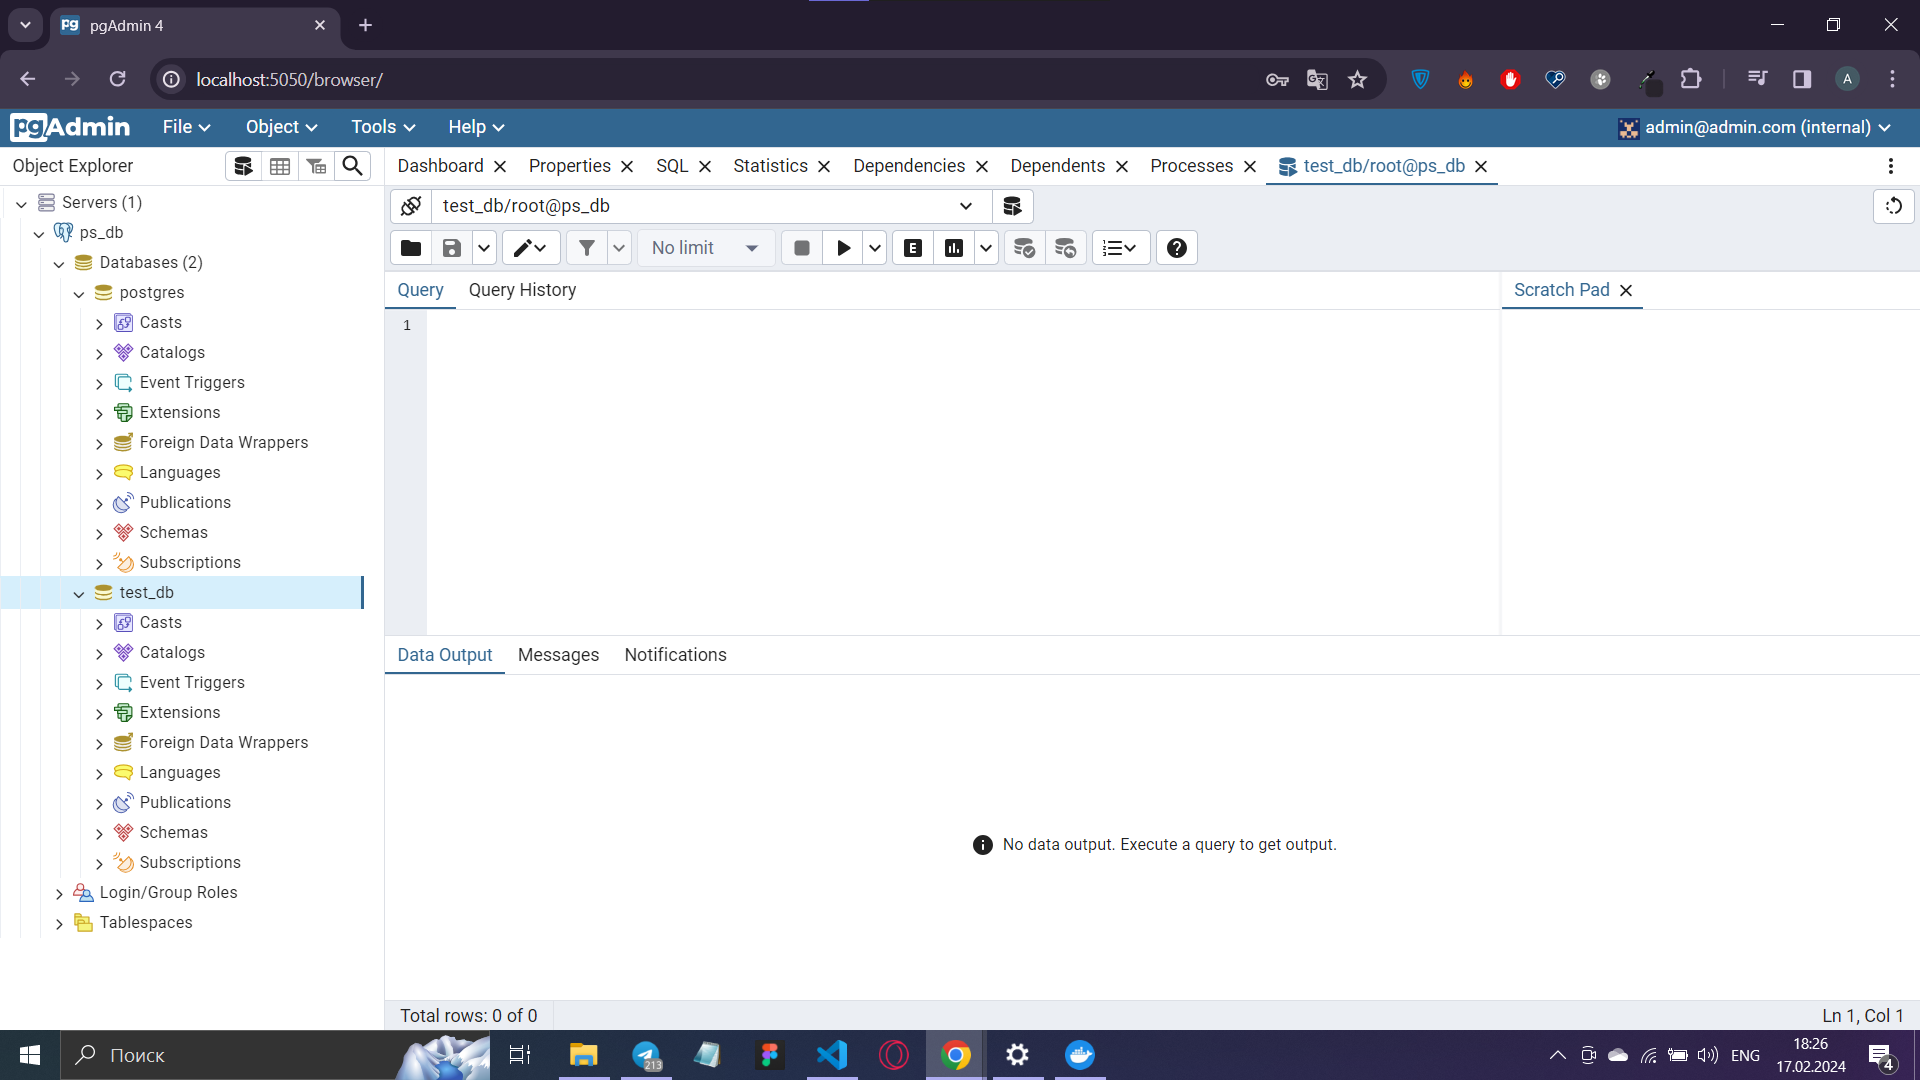 pgAdmin 4
localhost:5050/browser/
A
pgAdmin File Object Tools Help admin@admin.com (internal)
Object Explorer
Dashboard Properties SQL Statistics Dependencies Dependents Processes test_db/root@ps_db
Servers (1)
ps_db
Databases (2)
postgres
Casts
Catalogs
Event Triggers
Extensions
Foreign Data Wrappers
Languages
Publications
Schemas
Subscriptions
test_db
Casts
Catalogs
Event Triggers
Extensions
Foreign Data Wrappers
Languages
Publications
Schemas
Subscriptions
Login/Group Roles
Tablespaces
test_db/root@ps_db
No limit
E
Query Query History
Scratch Pad
1
Data Output Messages Notifications
No data output. Execute a query to get output.
Total rows: 0 of 0
Ln 1, Col 1
Поиск
213
ENG
18:26
17.02.2024
4